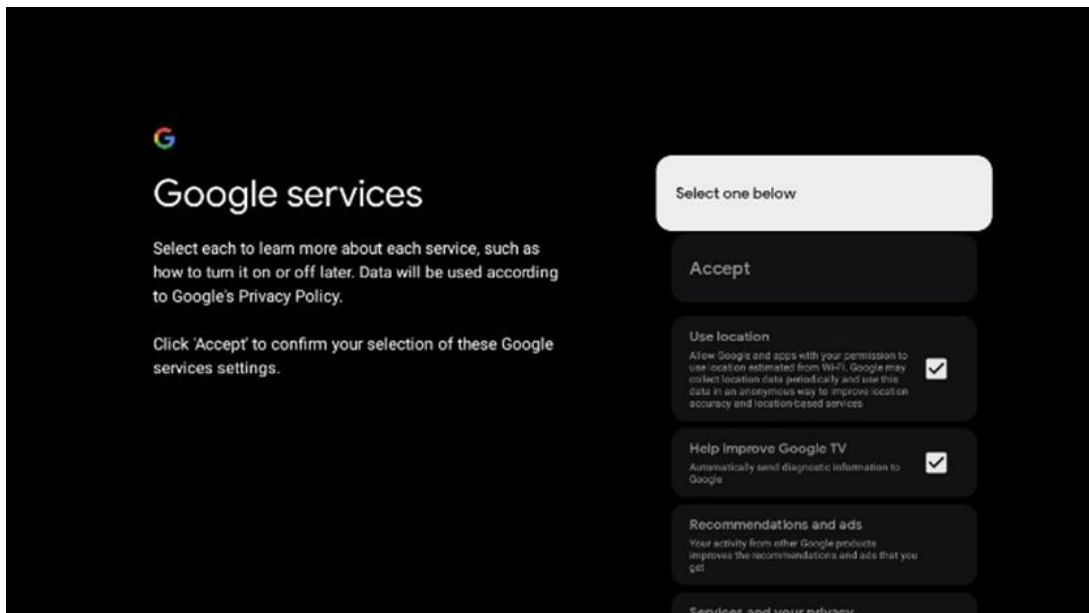 Google services
Select each to learn more about each service, such as
how to turn it on or off later. Data will be used according
to Google's Privacy Policy.
Click 'Accept' to confirm your selection of these Google
services settings.
Select one below
Accept
Use location
Allow Google and apps with your permission to
use location estimated from Wi-Fi. Google may
collect location data periodically and use this
data in an anonymous way to improve location
accuracy and location-based services
Help improve Google TV
Automatically send diagnostic information to
Google
Recommendations and ads
Your activity from other Google products
improves the recommendations and ads that you
get
Services and your privacy